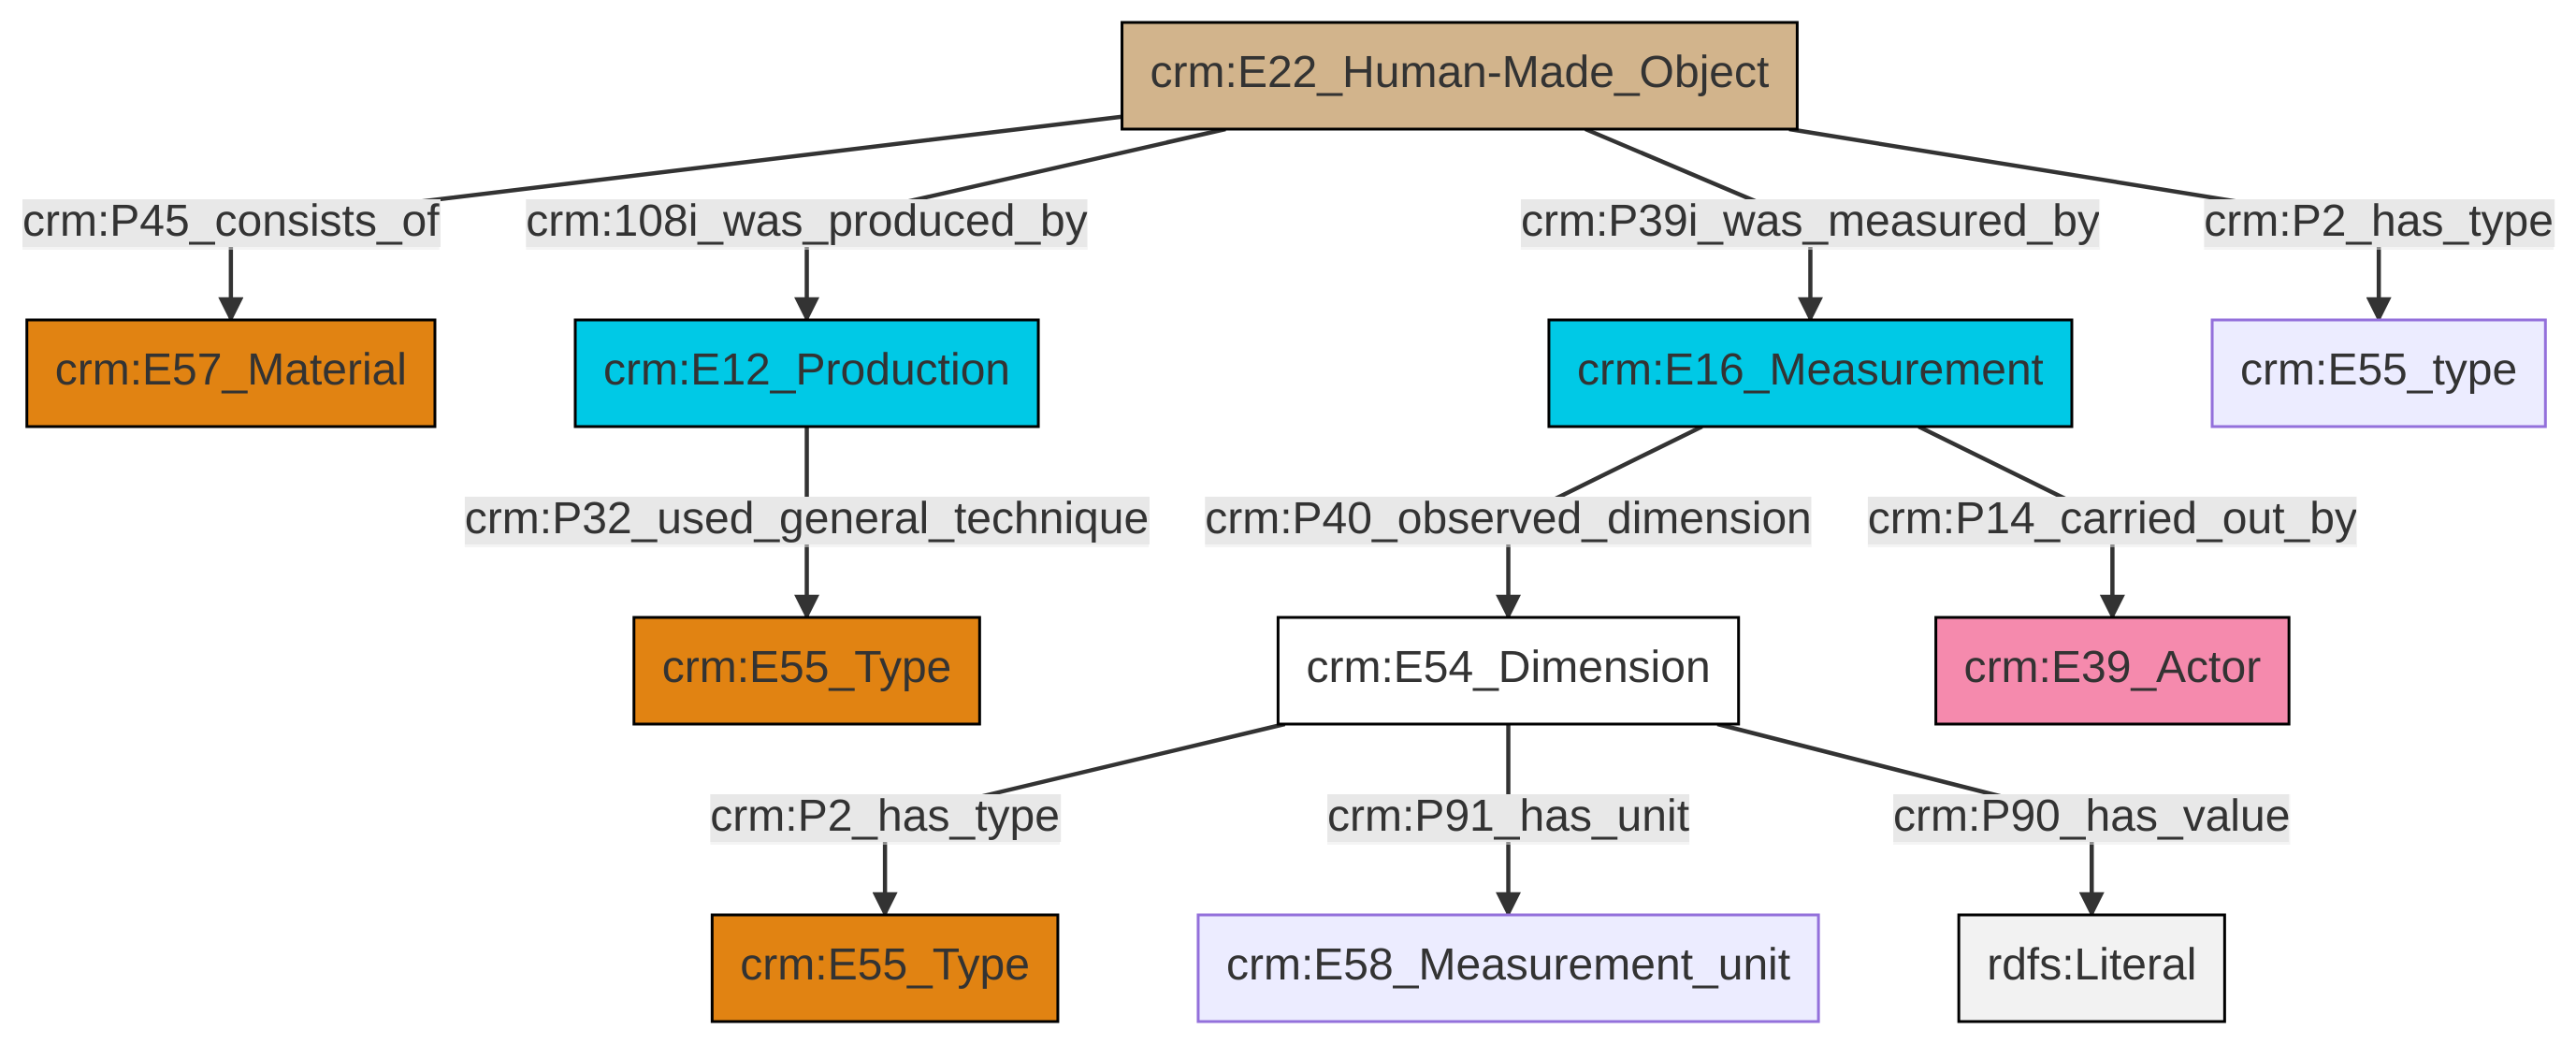 crm:E22_Human-Made_Object
crm:P45_consists_of
crm:108i_was_produced_by
crm:P39i_was_measured_by
crm:P2_has_type
crm:E57_Material
crm:E12_Production
crm:E16_Measurement
crm:E55_type
crm:P32_used_general_technique
crm:P40_observed_dimension
crm:P14_carried_out_by
crm:E55_Type
crm:E54_Dimension
crm:E39_Actor
crm:P2_has_type
crm:P91_has_unit
crm:P90_has_value
crm:E55_Type
crm:E58_Measurement_unit
rdfs:Literal